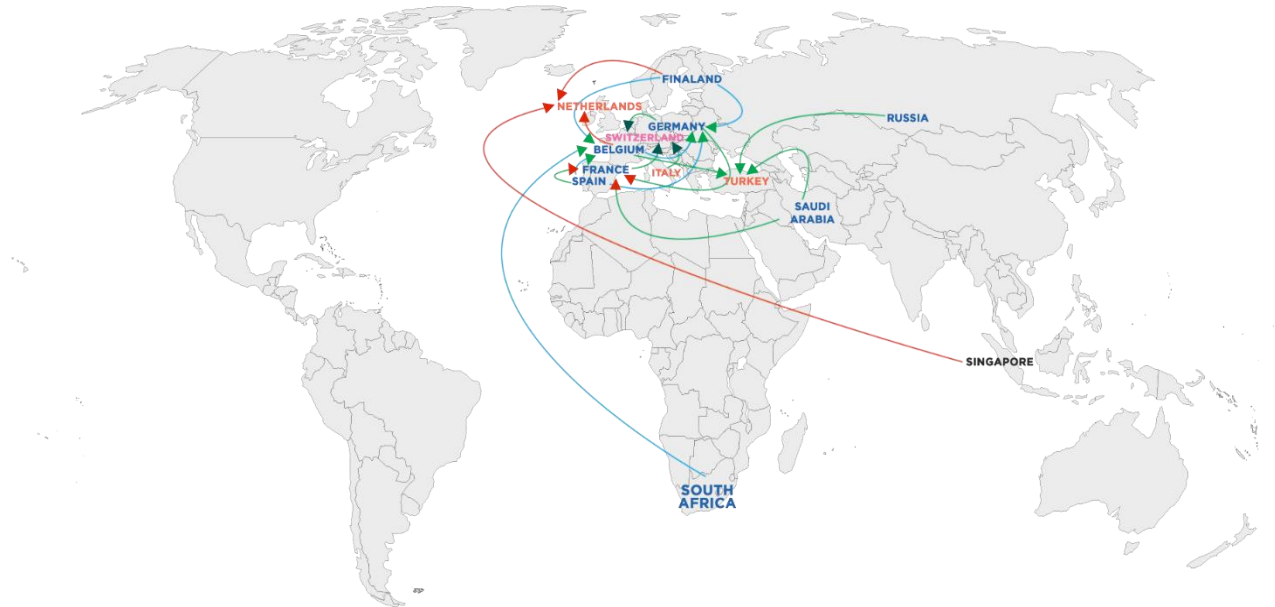 FINALAND
NETHERLANDS
RUSSIA
GERMANY
SWITZERLAND
BELGIUM
FRANCE
ITALY
SPAIN
TURKEY
SAUDI
ARABIA
SINGAPORE
SOUTH
AFRICA